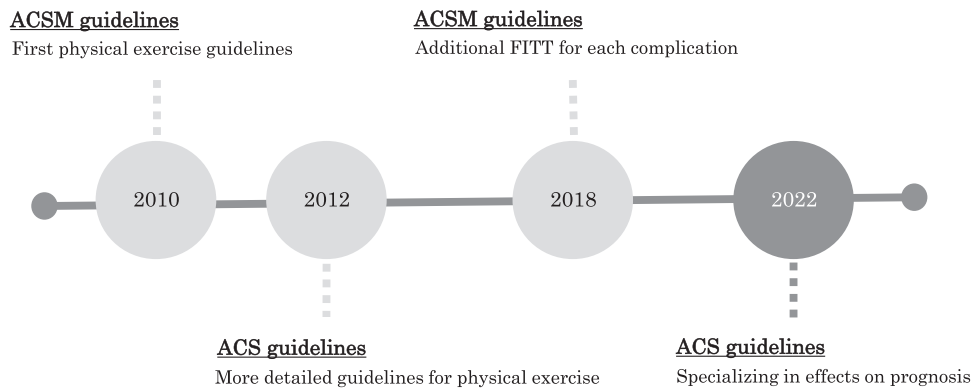 ACSM guidelines
First physical exercise guidelines
ACSM guidelines
Additional FITT for each complication
2010
2012
2018
2022
ACS guidelines
More detailed guidelines for physical exercise
ACS guidelines
Specializing in effects on prognosis